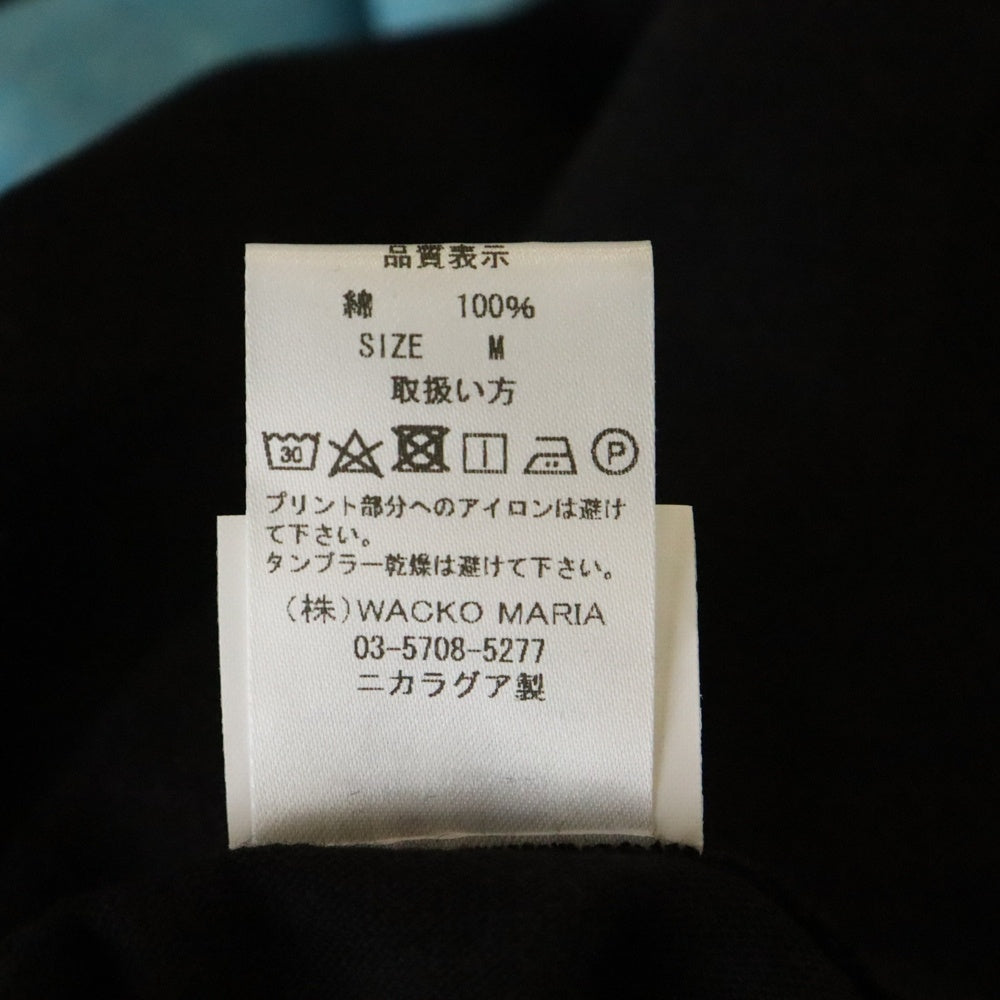 品質表示
綿 100%
SIZE M
取扱い方
30 P
プリント部分へのアイロンは避け
て下さい。
タンブラー乾燥は避けて下さい。
(株)WACKO MARIA
03-5708-5277
ニカラグア製